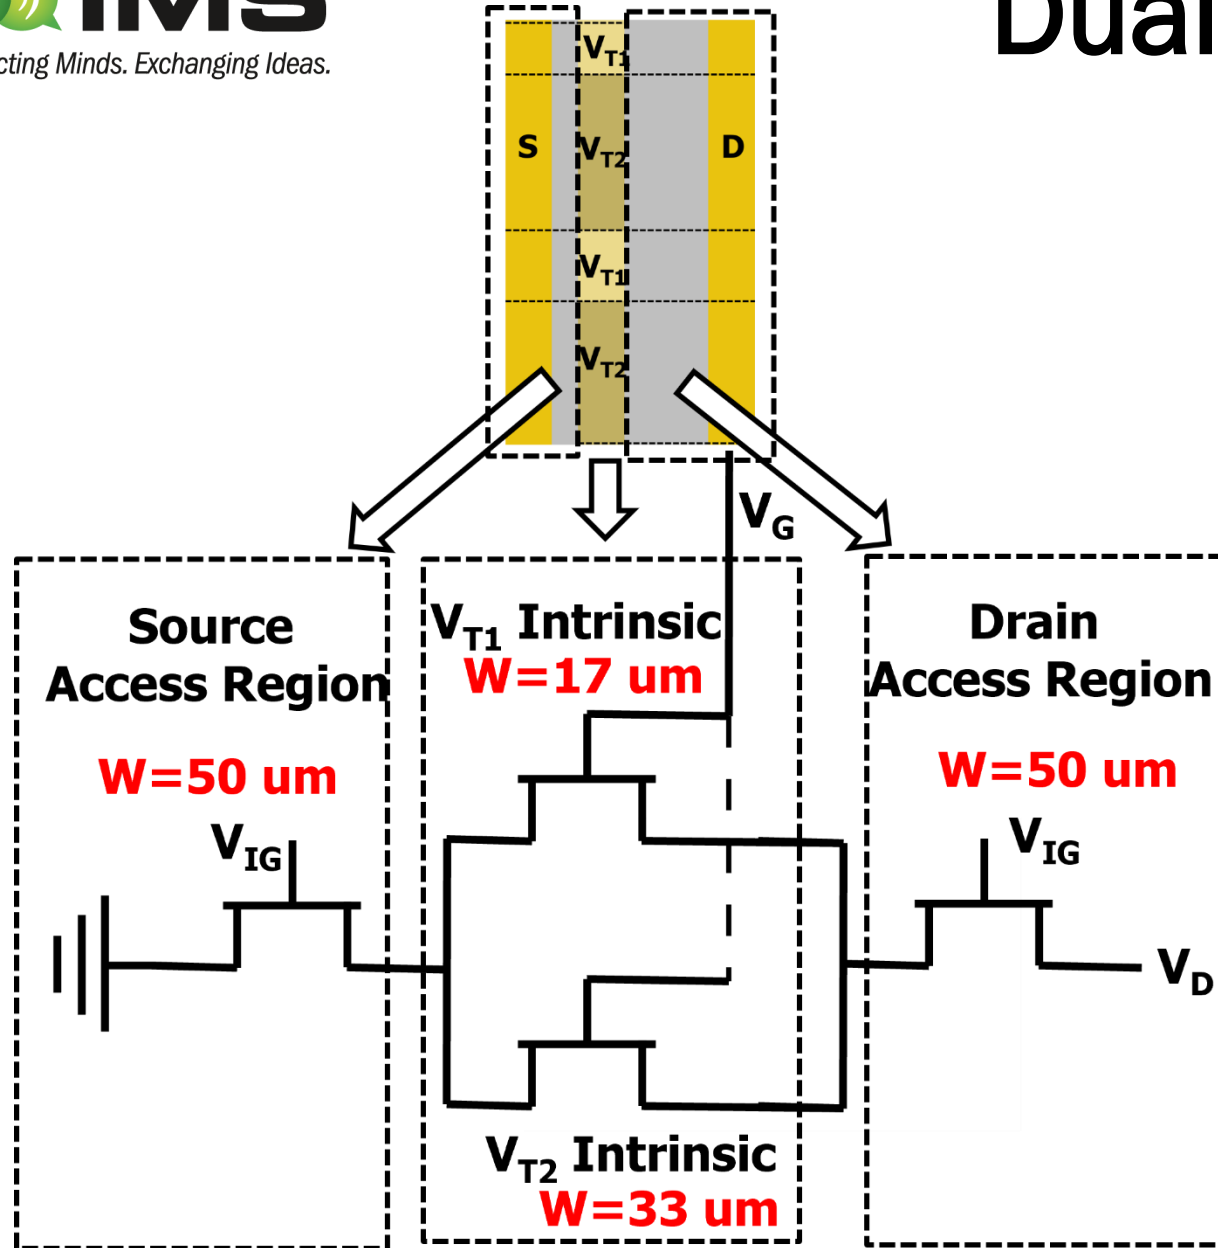 IMS
Dual
cting Minds. Exchanging Ideas.
VT1
S
VT2
D
VT1
VT2
VG
Source
Access Region
W=50 um
VIG
VT1 Intrinsic
W=17 um
VT2 Intrinsic
W=33 um
Drain
Access Region
W=50 um
VIG
VD